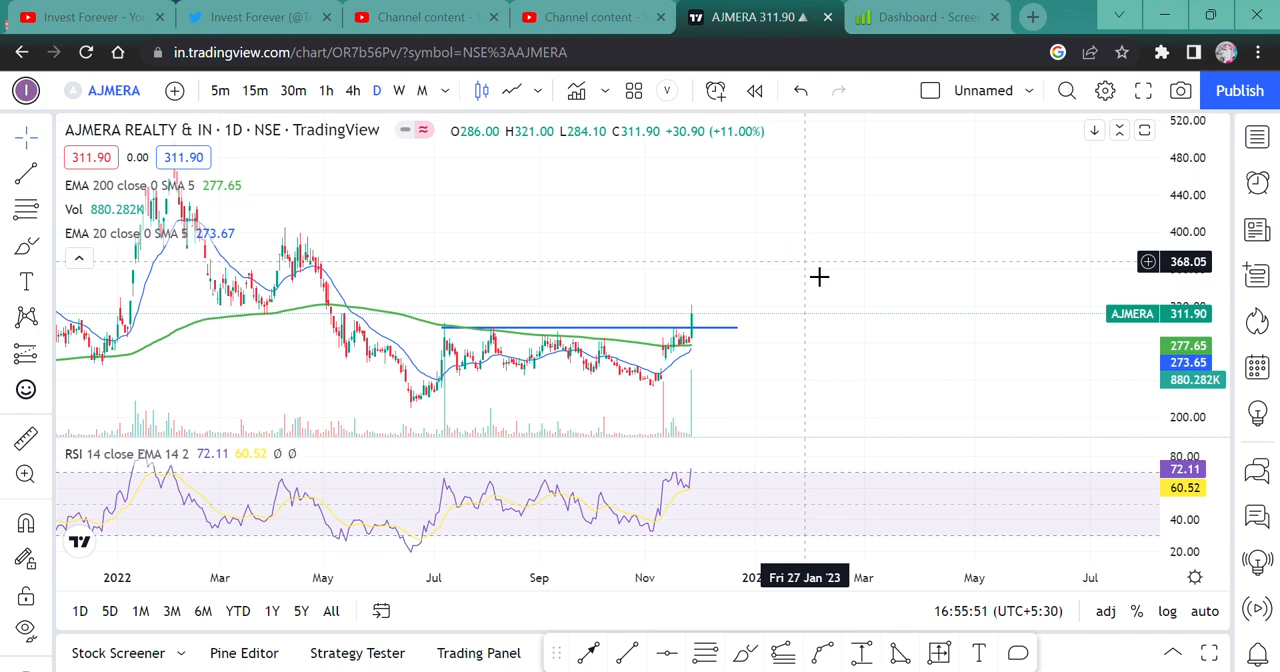 Invest Forever - You
Invest Forever (@T
Channel content -
Channel content -
AJMERA 311.90 ▲
Dashboard - Screen
in.tradingview.com/chart/OR7b56Pv/?symbol=NSE%3AAJMERA
I
A AJMERA 5m 15m 30m 1h 4h D W M V Unnamed Publish
AJMERA REALTY & IN · 1D · NSE · TradingView O286.00 H321.00 L284.10 C311.90 +30.90 (+11.00%)
311.90 0.00 311.90
EMA 200 close 0 SMA 5 277.65
Vol 880.282K
EMA 20 close 0 SMA 5 273.67
520.00
480.00
440.00
400.00
368.05
AJMERA 311.90
277.65
273.65
880.282K
200.00
RSI 14 close EMA 14 2 72.11 60.52 Ø Ø
80.00
72.11
60.52
40.00
20.00
2022 Mar May Jul Sep Nov Fri 27 Jan '23 Mar May Jul
1D 5D 1M 3M 6M YTD 1Y 5Y All 16:55:51 (UTC+5:30) adj % log auto
Stock Screener Pine Editor Strategy Tester Trading Panel